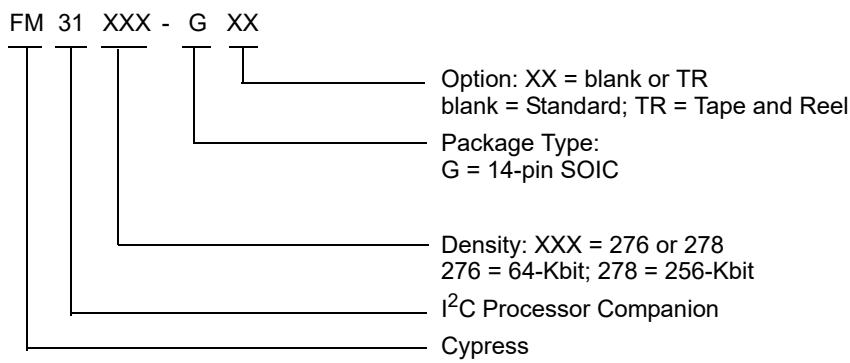 FM 31 XXX - G XX
Option: XX = blank or TR
blank = Standard; TR = Tape and Reel
Package Type:
G = 14-pin SOIC
Density: XXX = 276 or 278
276 = 64-Kbit; 278 = 256-Kbit
I²C Processor Companion
Cypress